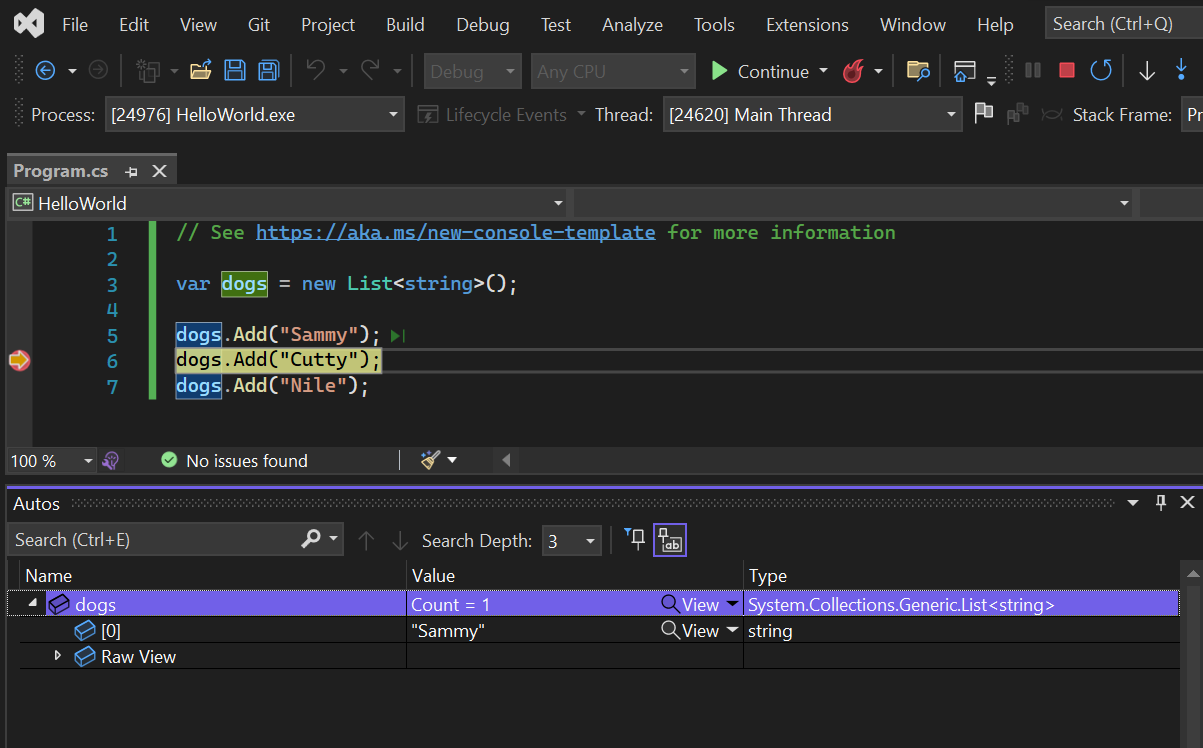 File Edit View Git Project Build Debug Test Analyze Tools Extensions Window Help Search (Ctrl+Q)
Debug Any CPU Continue
Process: [24976] HelloWorld.exe Lifecycle Events Thread: [24620] Main Thread Stack Frame: Pr
Program.cs
C# HelloWorld
1 // See https://aka.ms/new-console-template for more information
2
3 var dogs = new List<string>();
4
5 dogs.Add("Sammy");
6 dogs.Add("Cutty");
7 dogs.Add("Nile");
100 % No issues found
Autos
Search (Ctrl+E) Search Depth: 3 ab
Name Value Type
dogs Count = 1 View System.Collections.Generic.List<string>
[0] "Sammy" View string
Raw View